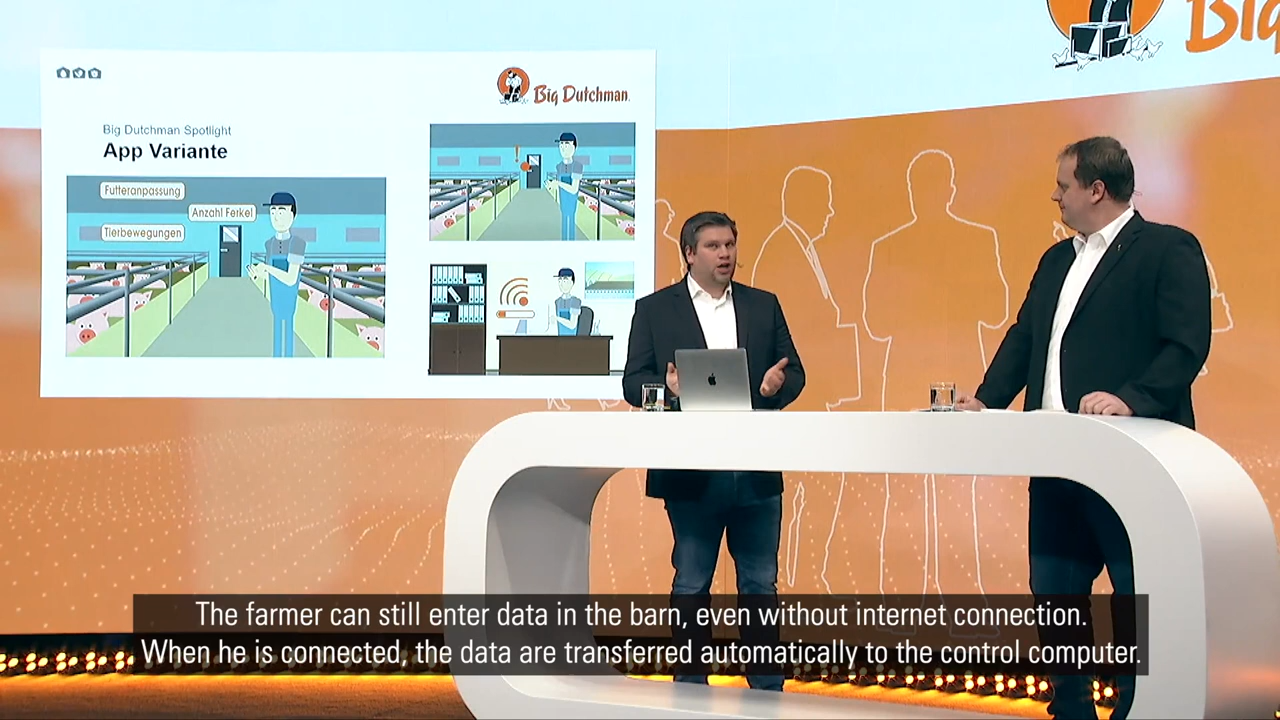 Big Dutchman
Big Dutchman Spotlight
App Variante
Futteranpassung
Anzahl Ferkel
Tierbewegungen
Big
The farmer can still enter data in the barn, even without internet connection.
When he is connected, the data are transferred automatically to the control computer.